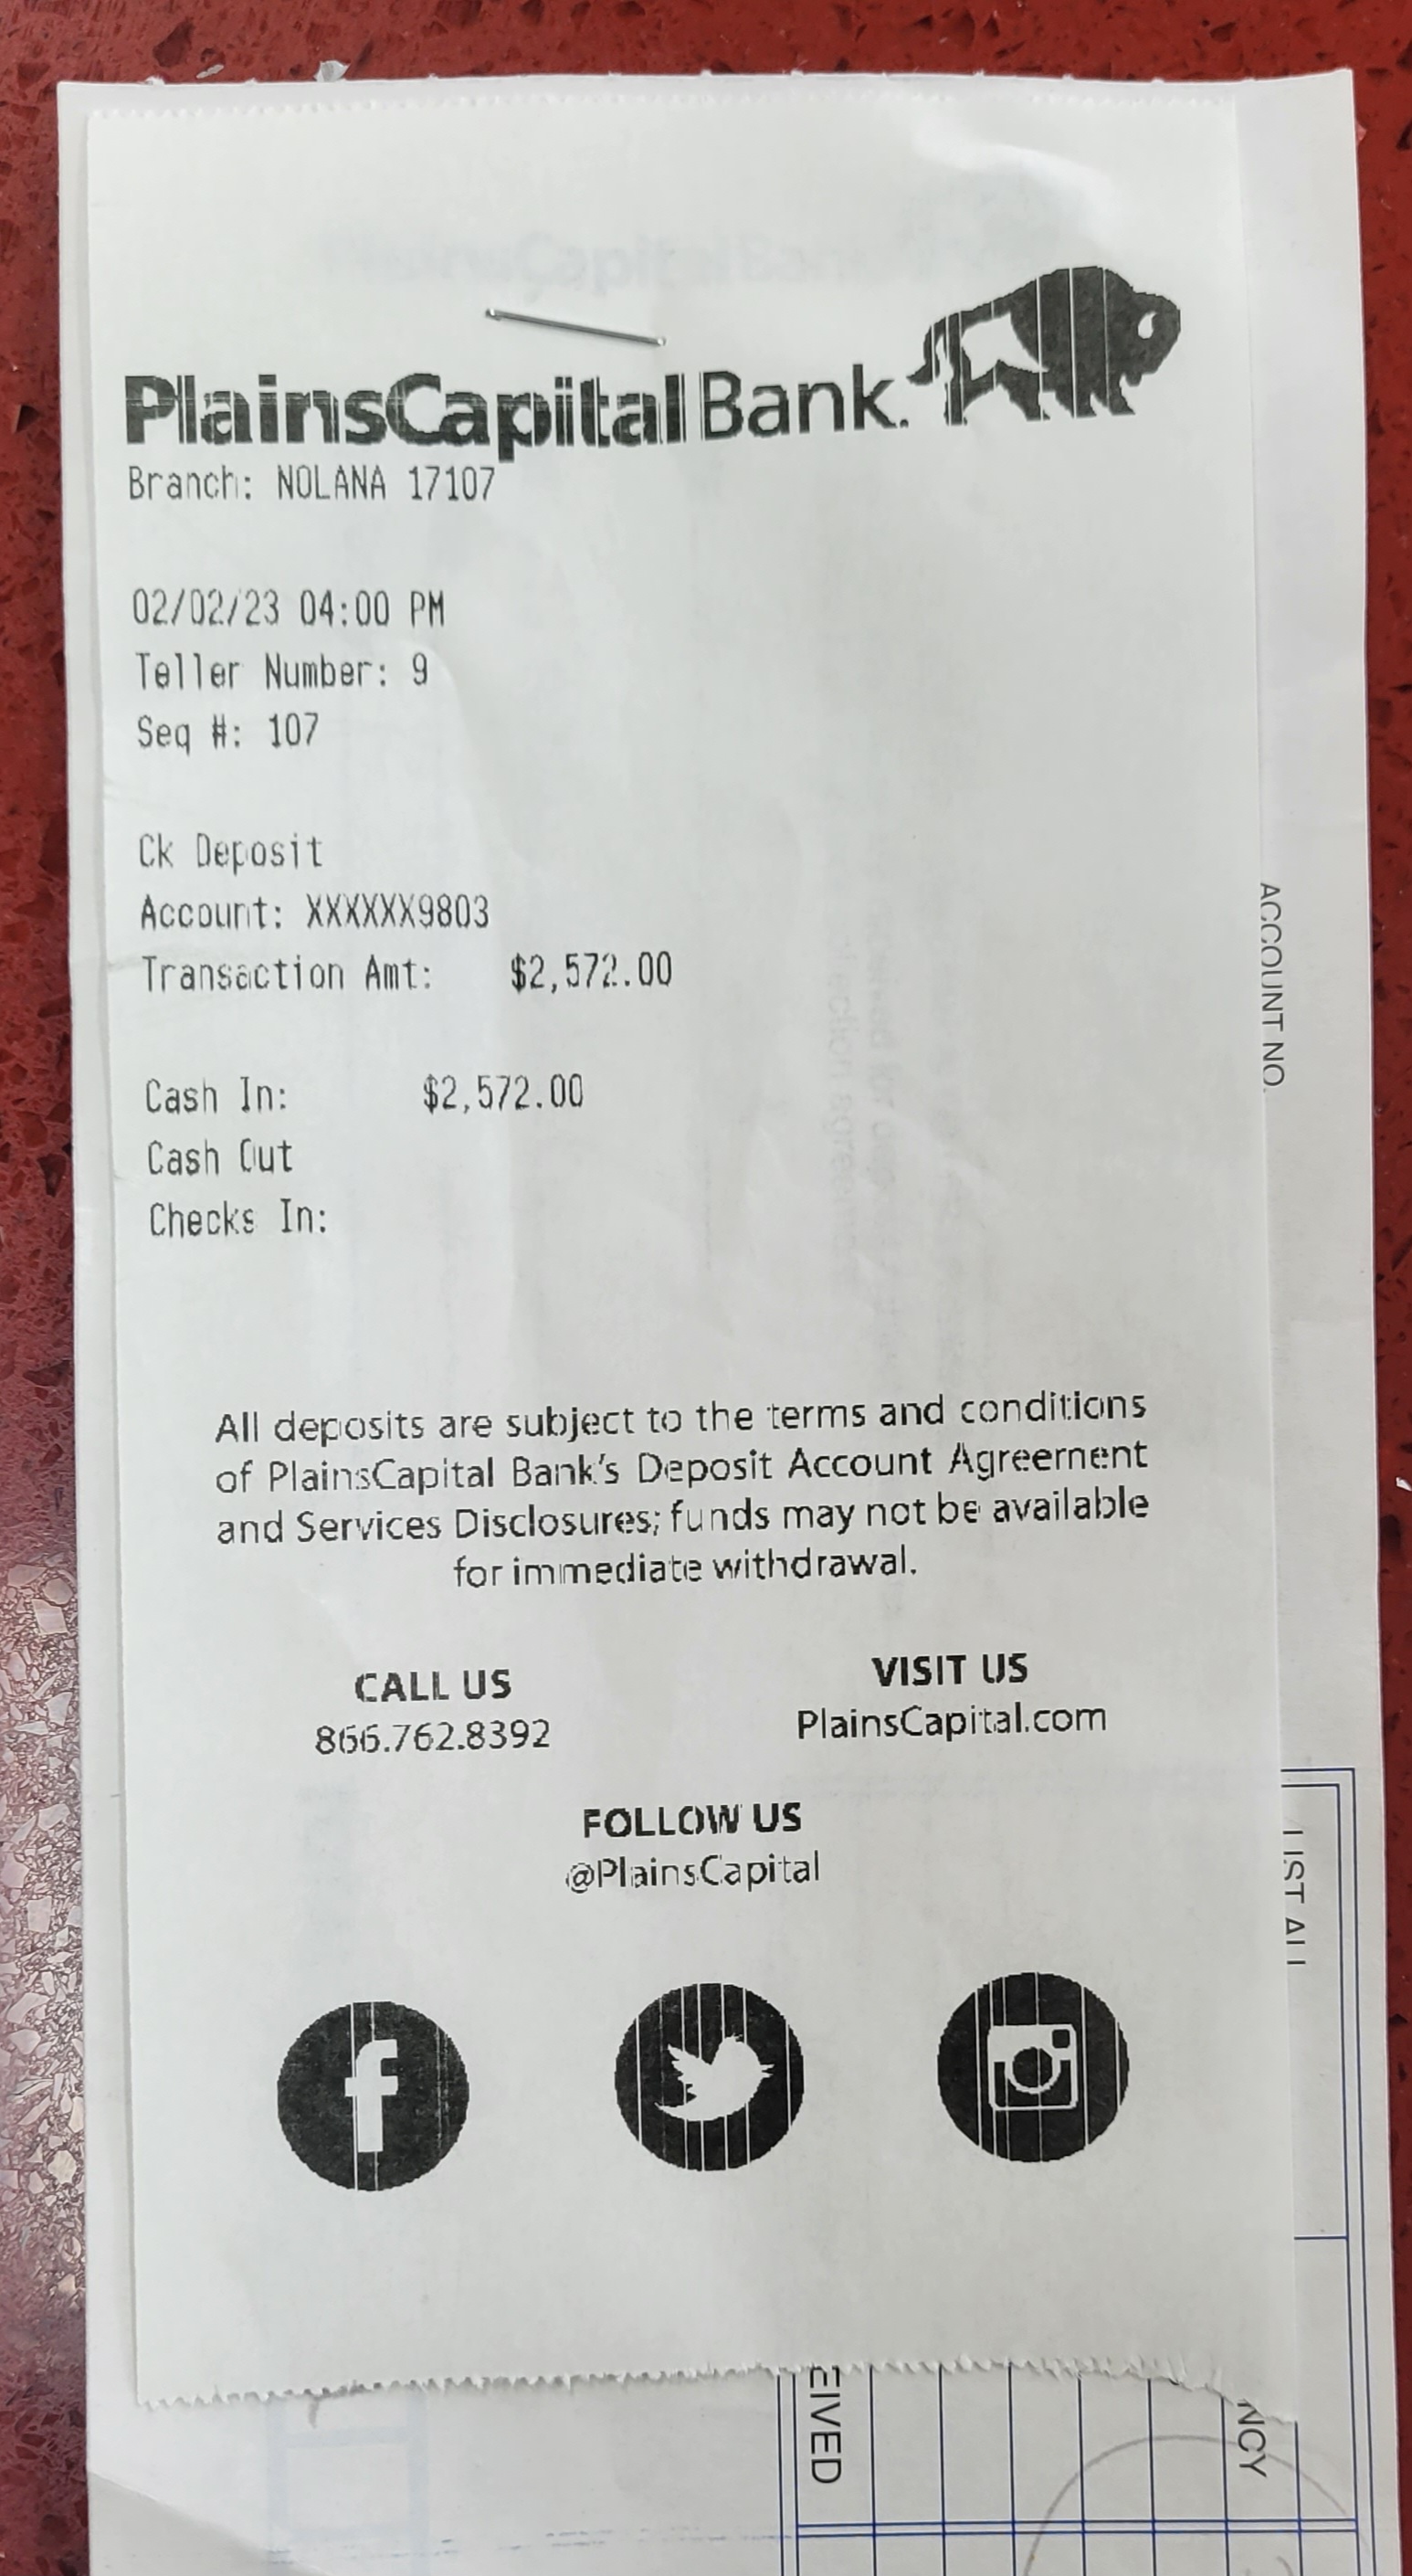 PlainsCapital Bank.
Branch: NOLANA 17107
02/02/23 04:00 PM
Teller Number: 9
Seq #: 107
Ck Deposit
Account: XXXXXX9803
Transaction Amt: $2,572.00
Cash In: $2,572.00
Cash Out
Checks In:
All deposits are subject to the terms and conditions
of PlainsCapital Bank's Deposit Account Agreement
and Services Disclosures; funds may not be available
for immediate withdrawal.
CALL US
866.762.8392
VISIT US
PlainsCapital.com
FOLLOW US
@PlainsCapital
ACCOUNT NO.
LIST ALL
EIVED
NCY